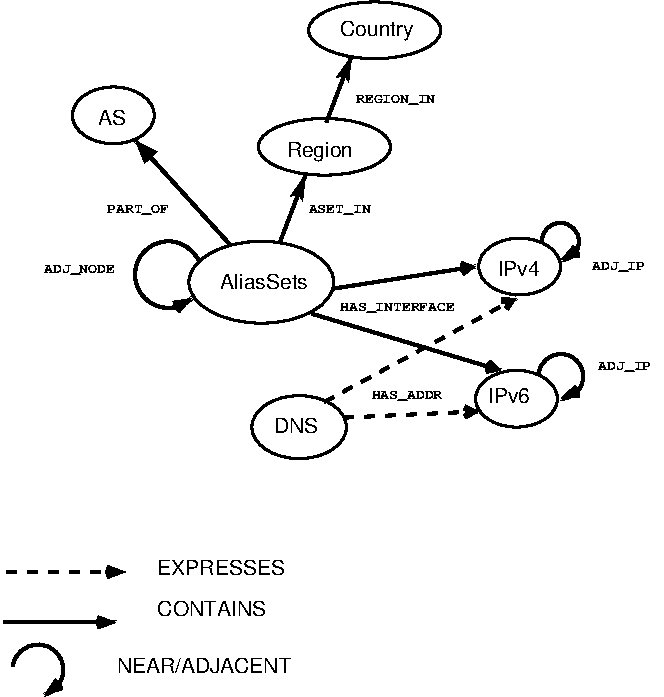 Country
REGION_IN
AS
Region
PART_OF
ASET_IN
ADJ_NODE
AliasSets
IPv4
ADJ_IP
HAS_INTERFACE
ADJ_IP
HAS_ADDR
IPv6
DNS
EXPRESSES
CONTAINS
NEAR/ADJACENT